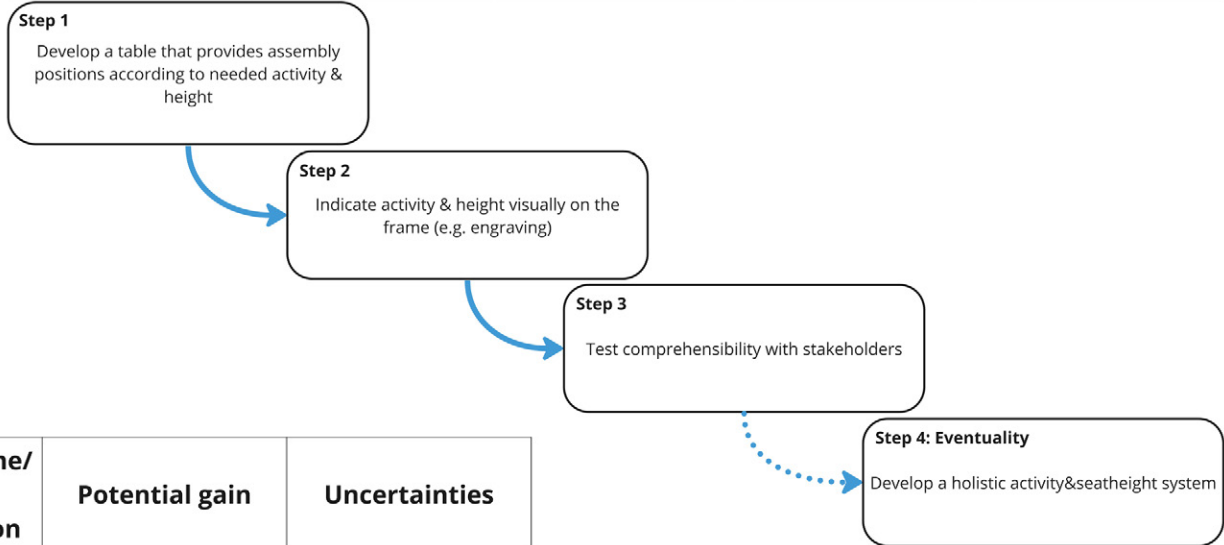 Step 1
Develop a table that provides assembly
positions according to needed activity &
height
Step 2
Indicate activity & height visually on the
frame (e.g. engraving)
Step 3
Test comprehensibility with stakeholders
Step 4: Eventuality
Develop a holistic activity&seatheight system
Potential gain
Uncertainties